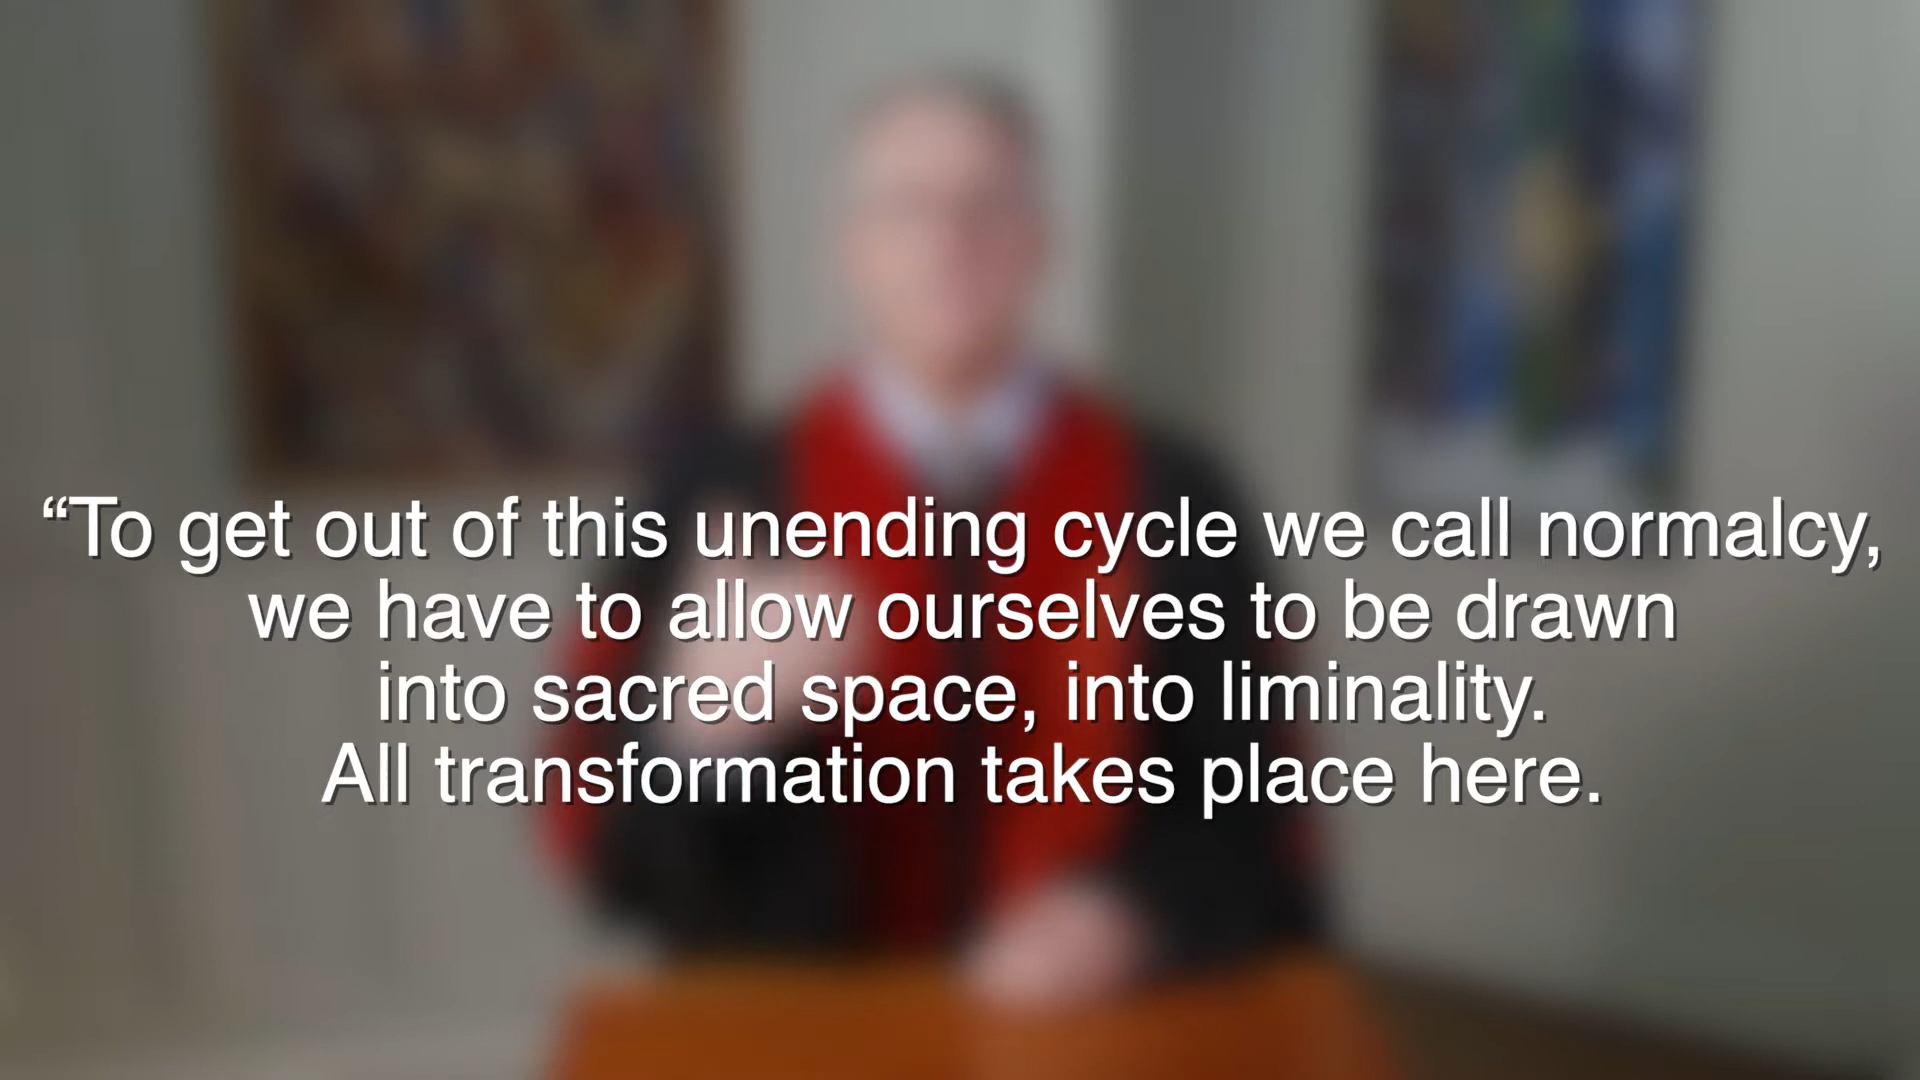 “To get out of this unending cycle we call normalcy,
we have to allow ourselves to be drawn
into sacred space, into liminality.
All transformation takes place here.